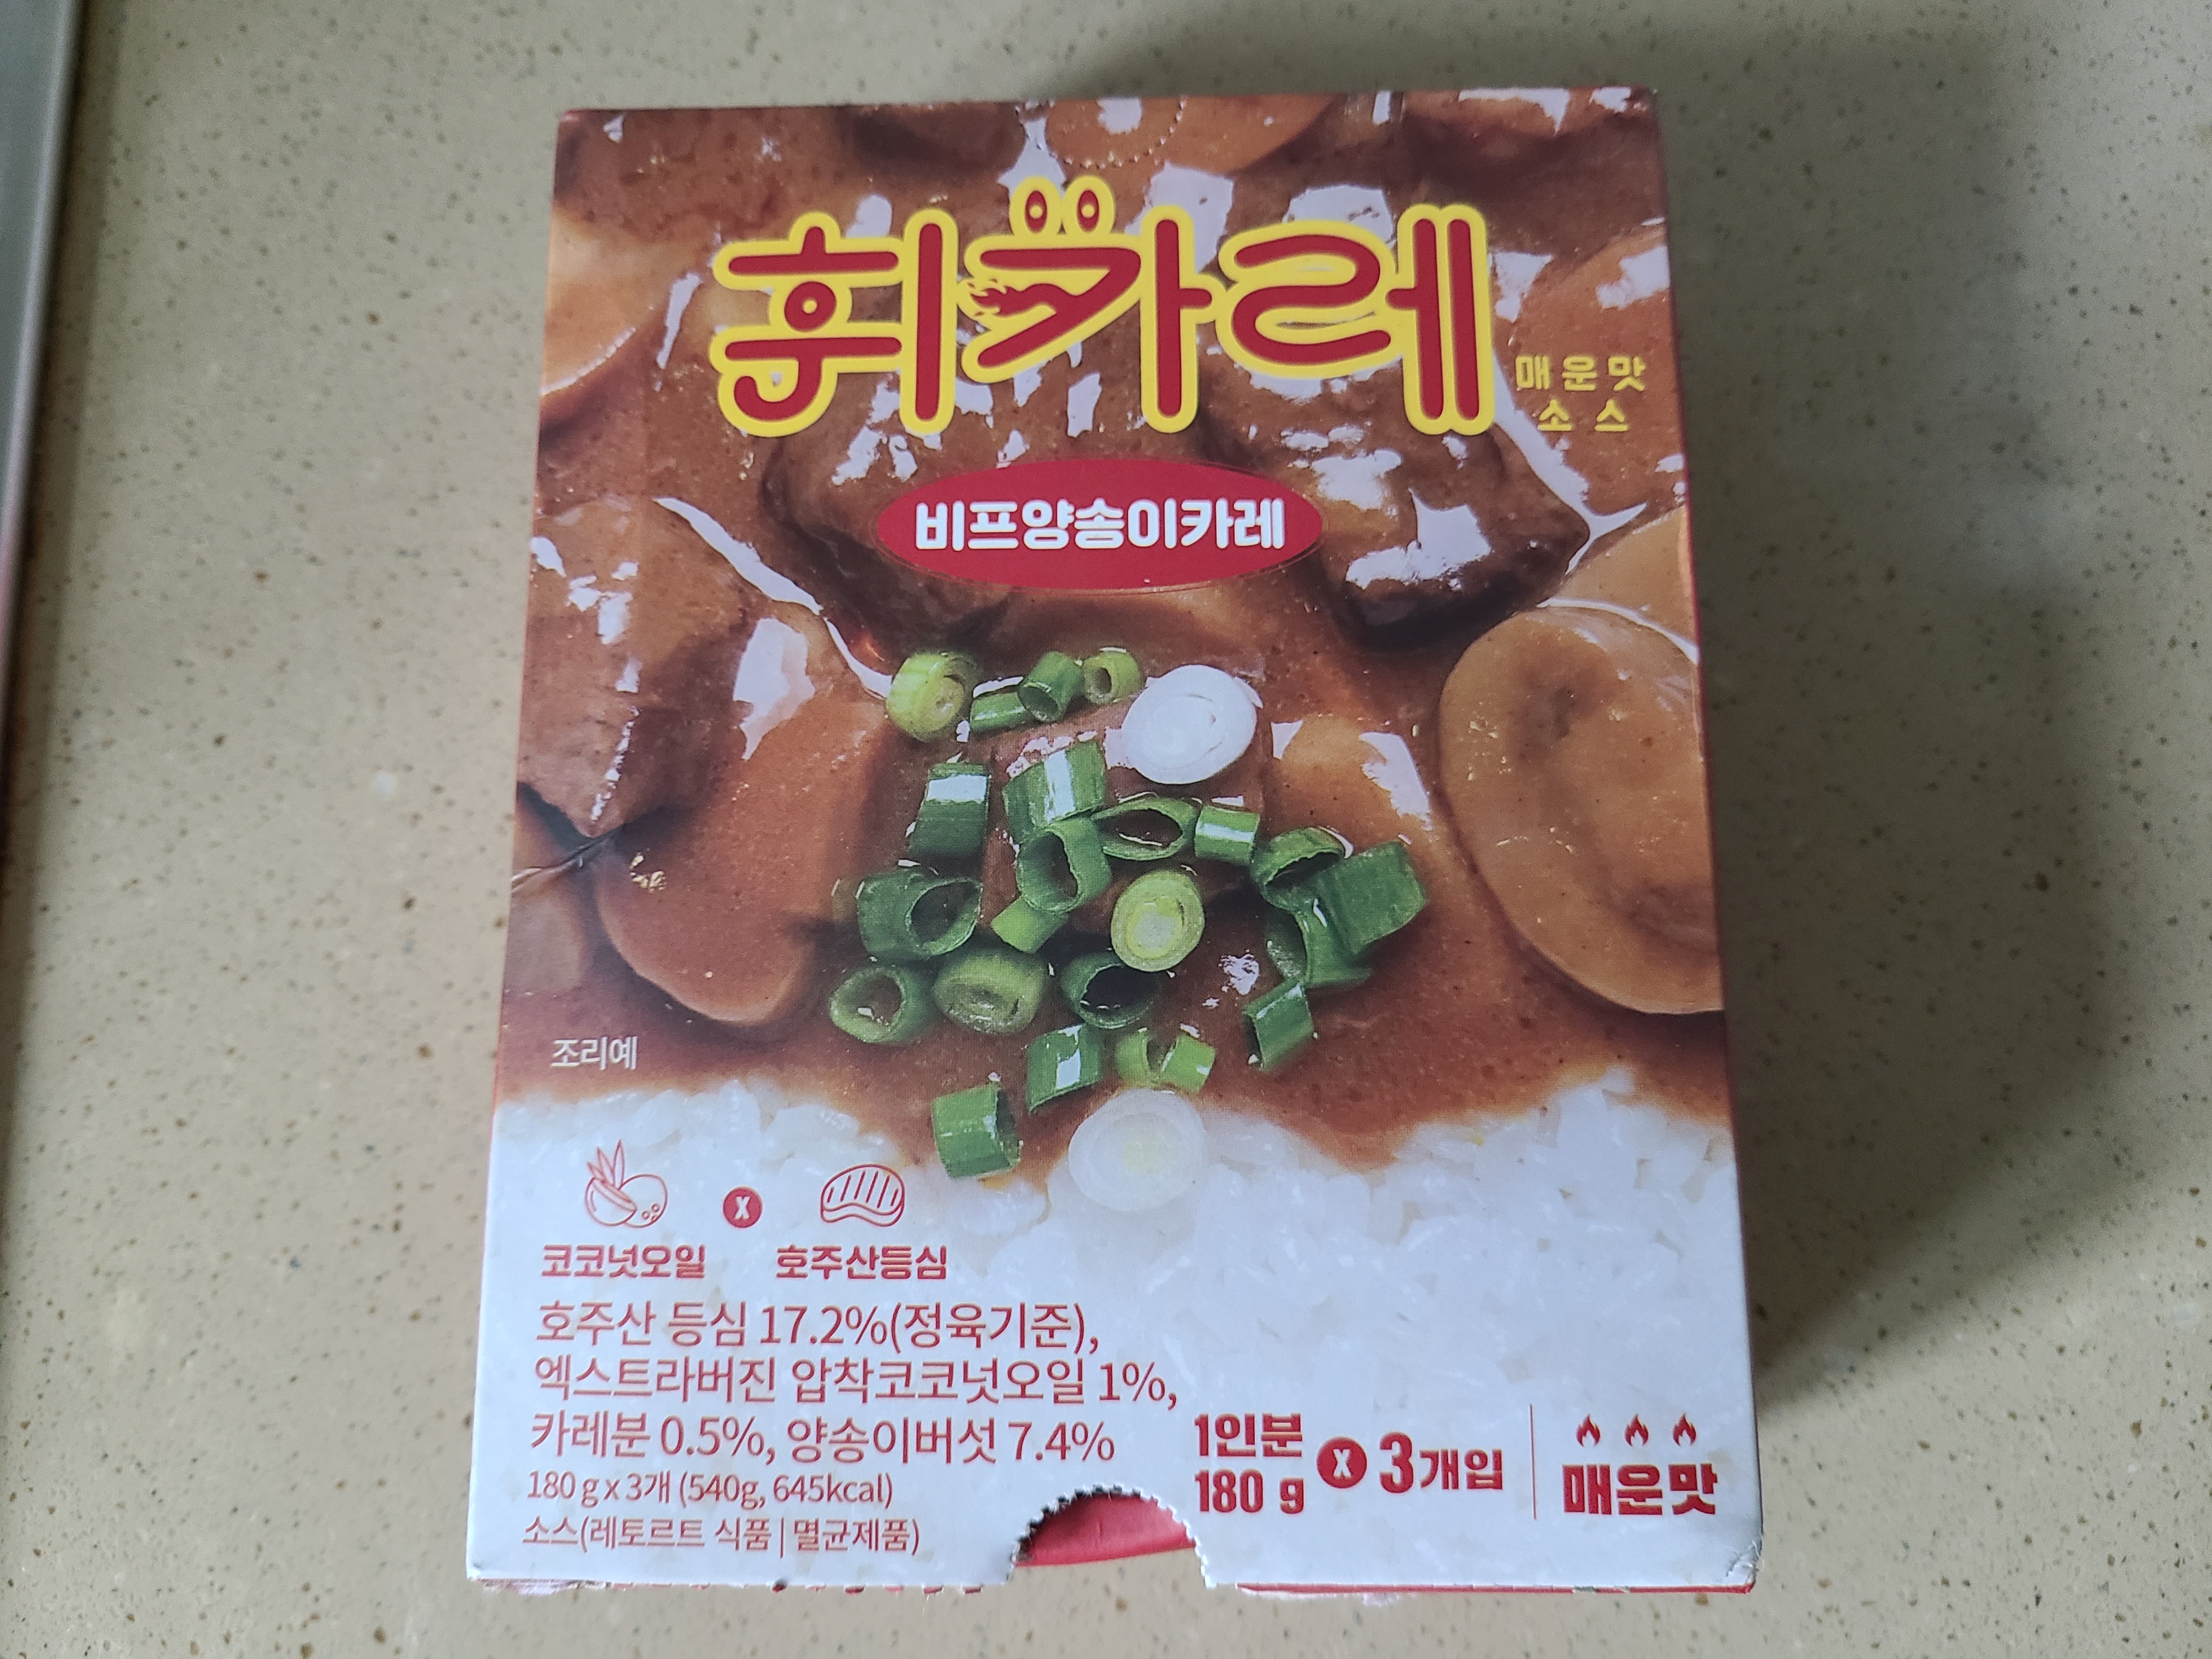 휘카레
매운맛
소스
비프양송이카레
조리예
코코넛오일 X 호주산등심
호주산 등심 17.2%(정육기준),
엑스트라버진 압착코코넛오일 1%,
카레분 0.5%, 양송이버섯 7.4%
180 g x 3개 (540g, 645kcal)
소스(레토르트 식품 | 멸균제품)
1인분
180 g
X 3개입
매운맛